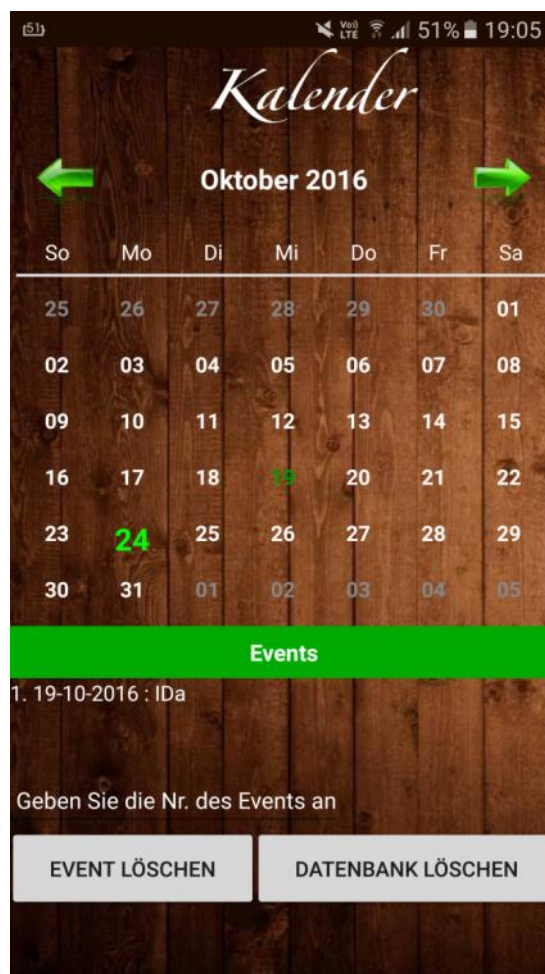 51 VoLTE 51% 19:05
Kalender
Oktober 2016
So Mo Di Mi Do Fr Sa
25 26 27 28 29 30 01
02 03 04 05 06 07 08
09 10 11 12 13 14 15
16 17 18 19 20 21 22
23 24 25 26 27 28 29
30 31 01 02 03 04 05
Events
1. 19-10-2016 : IDa
Geben Sie die Nr. des Events an
EVENT LÖSCHEN DATENBANK LÖSCHEN